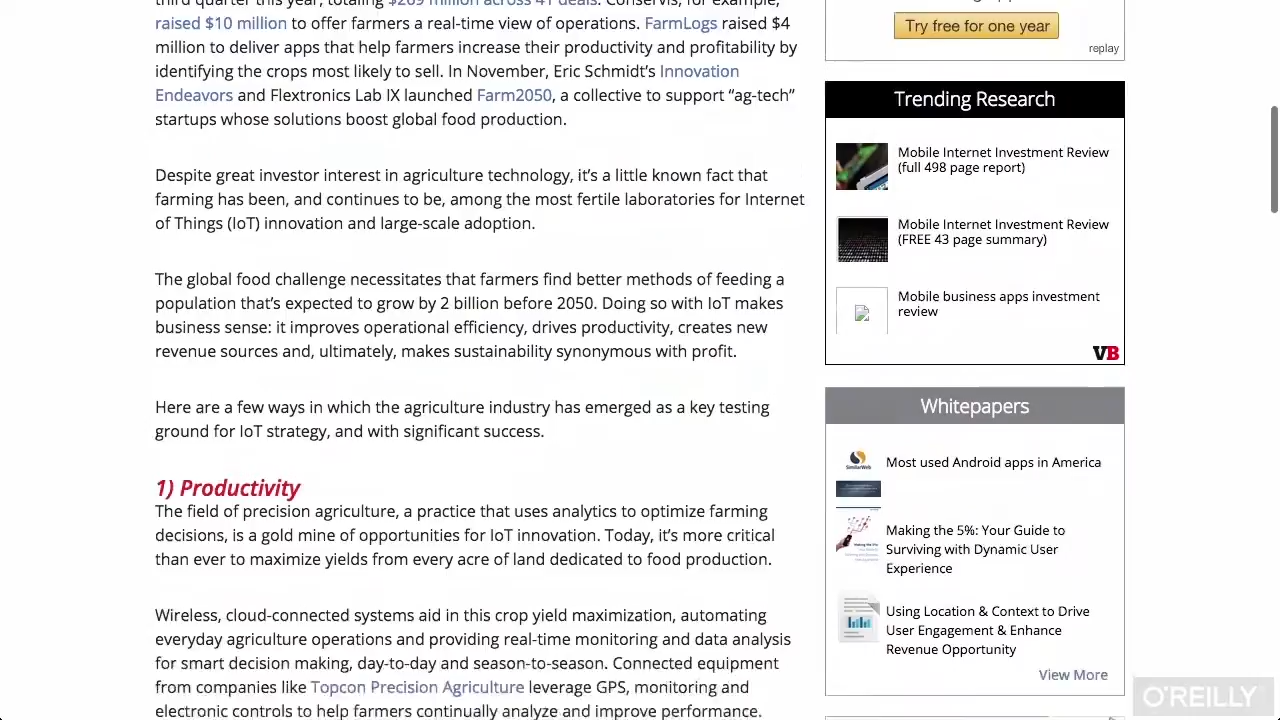 third quarter this year, totaling $269 million across 41 deals. Conservis, for example,
raised $10 million to offer farmers a real-time view of operations. FarmLogs raised $4
million to deliver apps that help farmers increase their productivity and profitability by
identifying the crops most likely to sell. In November, Eric Schmidt’s Innovation
Endeavors and Flextronics Lab IX launched Farm2050, a collective to support “ag-tech”
startups whose solutions boost global food production.
Despite great investor interest in agriculture technology, it’s a little known fact that
farming has been, and continues to be, among the most fertile laboratories for Internet
of Things (IoT) innovation and large-scale adoption.
The global food challenge necessitates that farmers find better methods of feeding a
population that’s expected to grow by 2 billion before 2050. Doing so with IoT makes
business sense: it improves operational efficiency, drives productivity, creates new
revenue sources and, ultimately, makes sustainability synonymous with profit.
Here are a few ways in which the agriculture industry has emerged as a key testing
ground for IoT strategy, and with significant success.
1) Productivity
The field of precision agriculture, a practice that uses analytics to optimize farming
decisions, is a gold mine of opportunities for IoT innovation. Today, it’s more critical
than ever to maximize yields from every acre of land dedicated to food production.
Wireless, cloud-connected systems aid in this crop yield maximization, automating
everyday agriculture operations and providing real-time monitoring and data analysis
for smart decision making, day-to-day and season-to-season. Connected equipment
from companies like Topcon Precision Agriculture leverage GPS, monitoring and
electronic controls to help farmers continually analyze and improve performance.
Try free for one year
replay
Trending Research
Mobile Internet Investment Review
(full 498 page report)
Mobile Internet Investment Review
(FREE 43 page summary)
Mobile business apps investment
review
VB
Whitepapers
SimilarWeb
Most used Android apps in America
Making the 5%: Your Guide to
Surviving with Dynamic User
Experience
Using Location & Context to Drive
User Engagement & Enhance
Revenue Opportunity
View More
O'REILLY